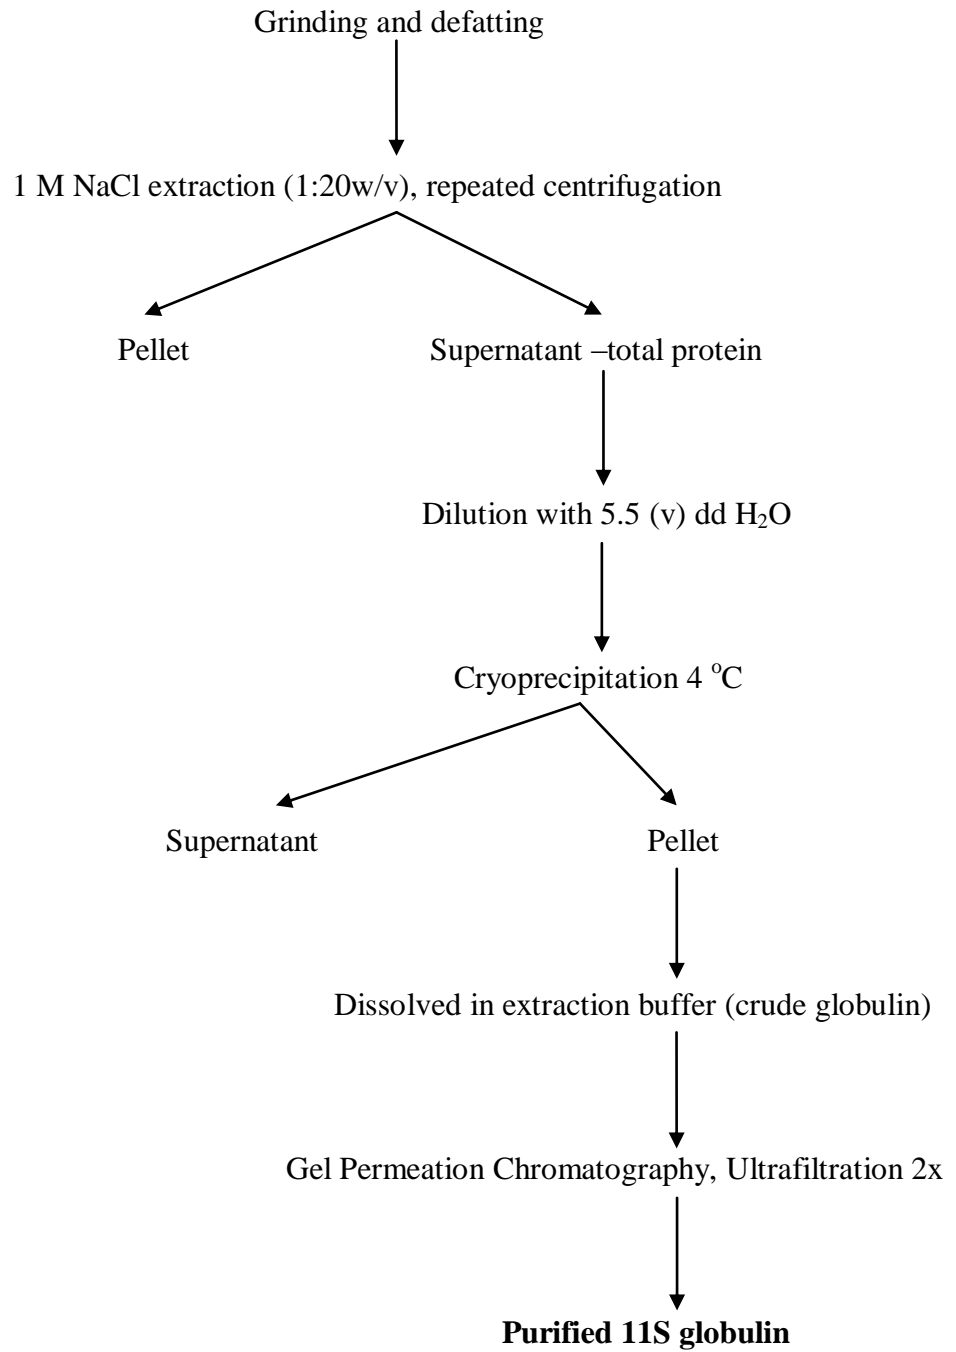 Grinding and defatting
1 M NaCl extraction (1:20w/v), repeated centrifugation
Pellet
Supernatant –total protein
Dilution with 5.5 (v) dd H₂O
Cryoprecipitation 4 °C
Supernatant
Pellet
Dissolved in extraction buffer (crude globulin)
Gel Permeation Chromatography, Ultrafiltration 2x
Purified 11S globulin